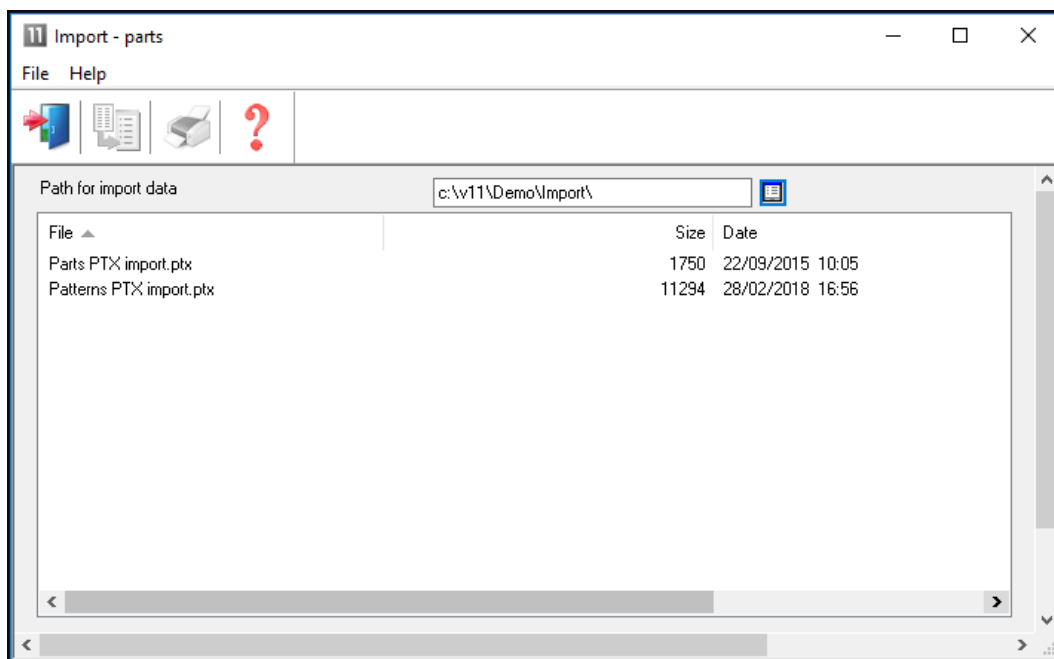 11 Import - parts
File Help
?
Path for import data c:\v11\Demo\Import\
File Size Date
Parts PTX import.ptx 1750 22/09/2015 10:05
Patterns PTX import.ptx 11294 28/02/2018 16:56